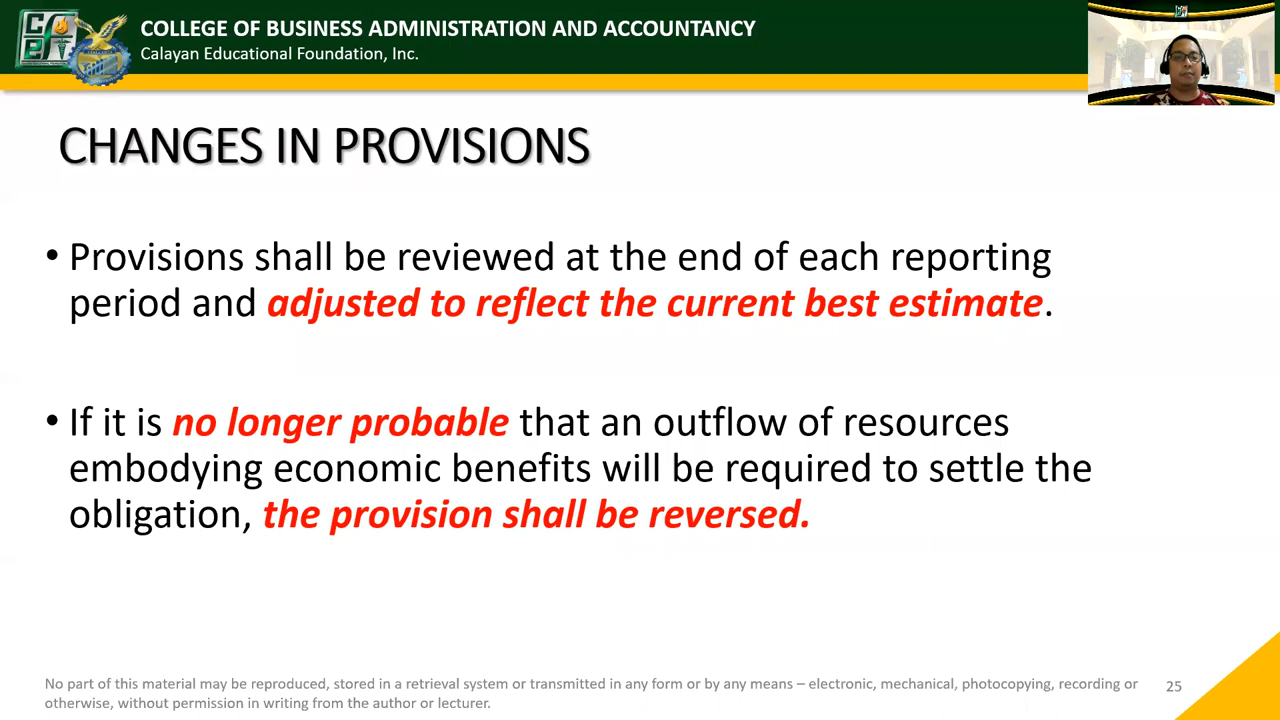 COLLEGE OF BUSINESS ADMINISTRATION AND ACCOUNTANCY
Calayan Educational Foundation, Inc.
CHANGES IN PROVISIONS
• Provisions shall be reviewed at the end of each reporting
period and adjusted to reflect the current best estimate.
• If it is no longer probable that an outflow of resources
embodying economic benefits will be required to settle the
obligation, the provision shall be reversed.
No part of this material may be reproduced, stored in a retrieval system or transmitted in any form or by any means – electronic, mechanical, photocopying, recording or
otherwise, without permission in writing from the author or lecturer.
25